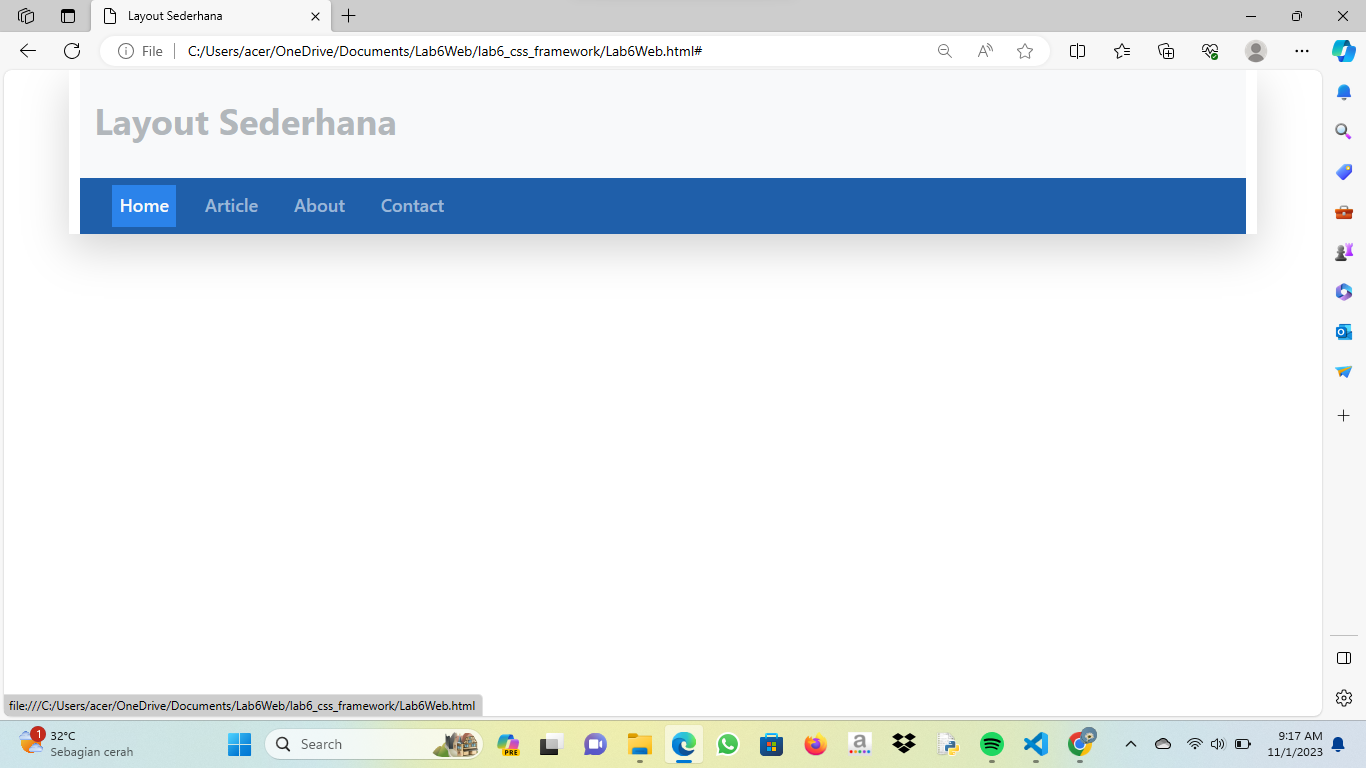 Layout Sederhana
File
C:/Users/acer/OneDrive/Documents/Lab6Web/lab6_css_framework/Lab6Web.html#
Layout Sederhana
Home Article About Contact
file:///C:/Users/acer/OneDrive/Documents/Lab6Web/lab6_css_framework/Lab6Web.html
1
32°C
Sebagian cerah
Search
PRE
a
9:17 AM
11/1/2023